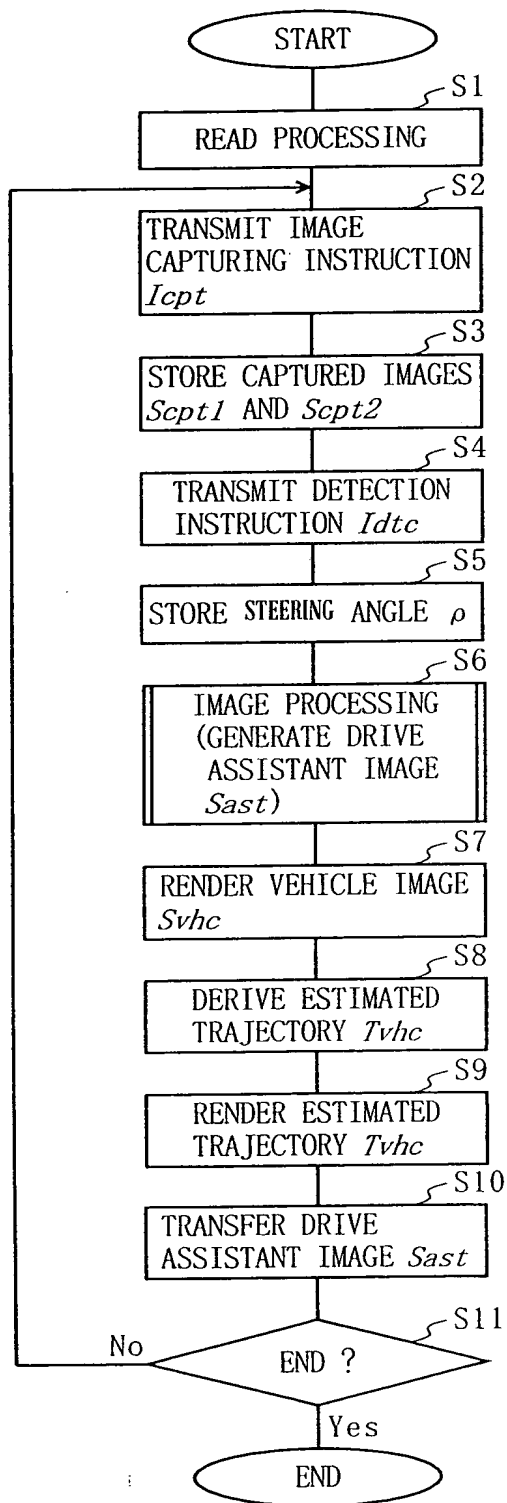 START
S1
READ PROCESSING
S2
TRANSMIT IMAGE
CAPTURING INSTRUCTION
Icpt
S3
STORE CAPTURED IMAGES
Scpt1 AND Scpt2
S4
TRANSMIT DETECTION
INSTRUCTION Idtc
S5
STORE STEERING ANGLE ρ
S6
IMAGE PROCESSING
(GENERATE DRIVE
ASSISTANT IMAGE
Sast)
S7
RENDER VEHICLE IMAGE
Svhc
S8
DERIVE ESTIMATED
TRAJECTORY Tvhc
S9
RENDER ESTIMATED
TRAJECTORY Tvhc
S10
TRANSFER DRIVE
ASSISTANT IMAGE Sast
S11
No
END ?
Yes
END